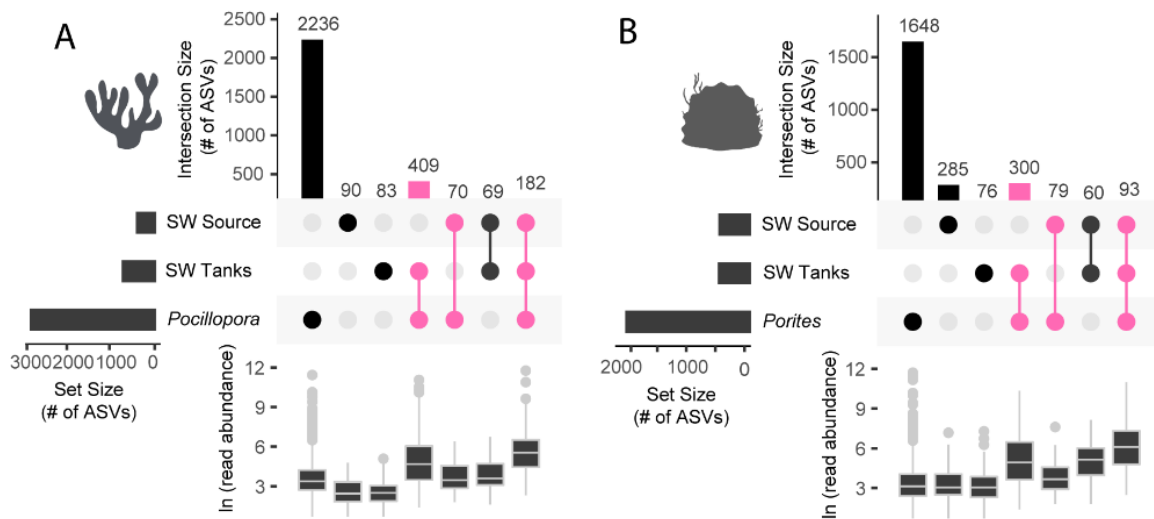 A
Intersection Size
(# of ASVs)
2500
2000
1500
1000
500
2236
90
83
409
70
69
182
SW Source
SW Tanks
Pocillopora
3000
2000
1000
0
Set Size
(# of ASVs)
ln (read abundance)
12
9
6
3
B
Intersection Size
(# of ASVs)
1500
1000
500
1648
285
76
300
79
60
93
SW Source
SW Tanks
Porites
2000
1000
0
Set Size
(# of ASVs)
ln (read abundance)
12
9
6
3